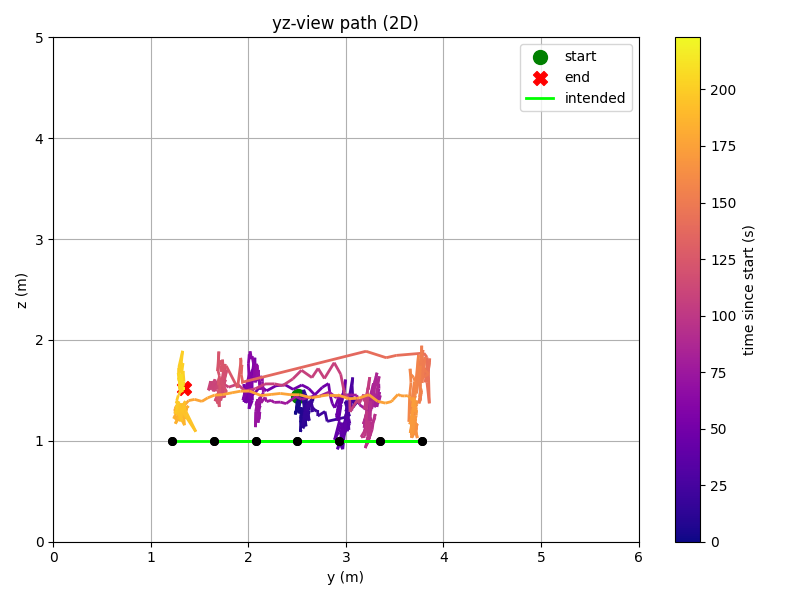 yz-view path (2D)
start
end
intended
5
4
3
2
1
0
z (m)
0 1 2 3 4 5 6
y (m)
200
175
150
125
100
75
50
25
0
time since start (s)